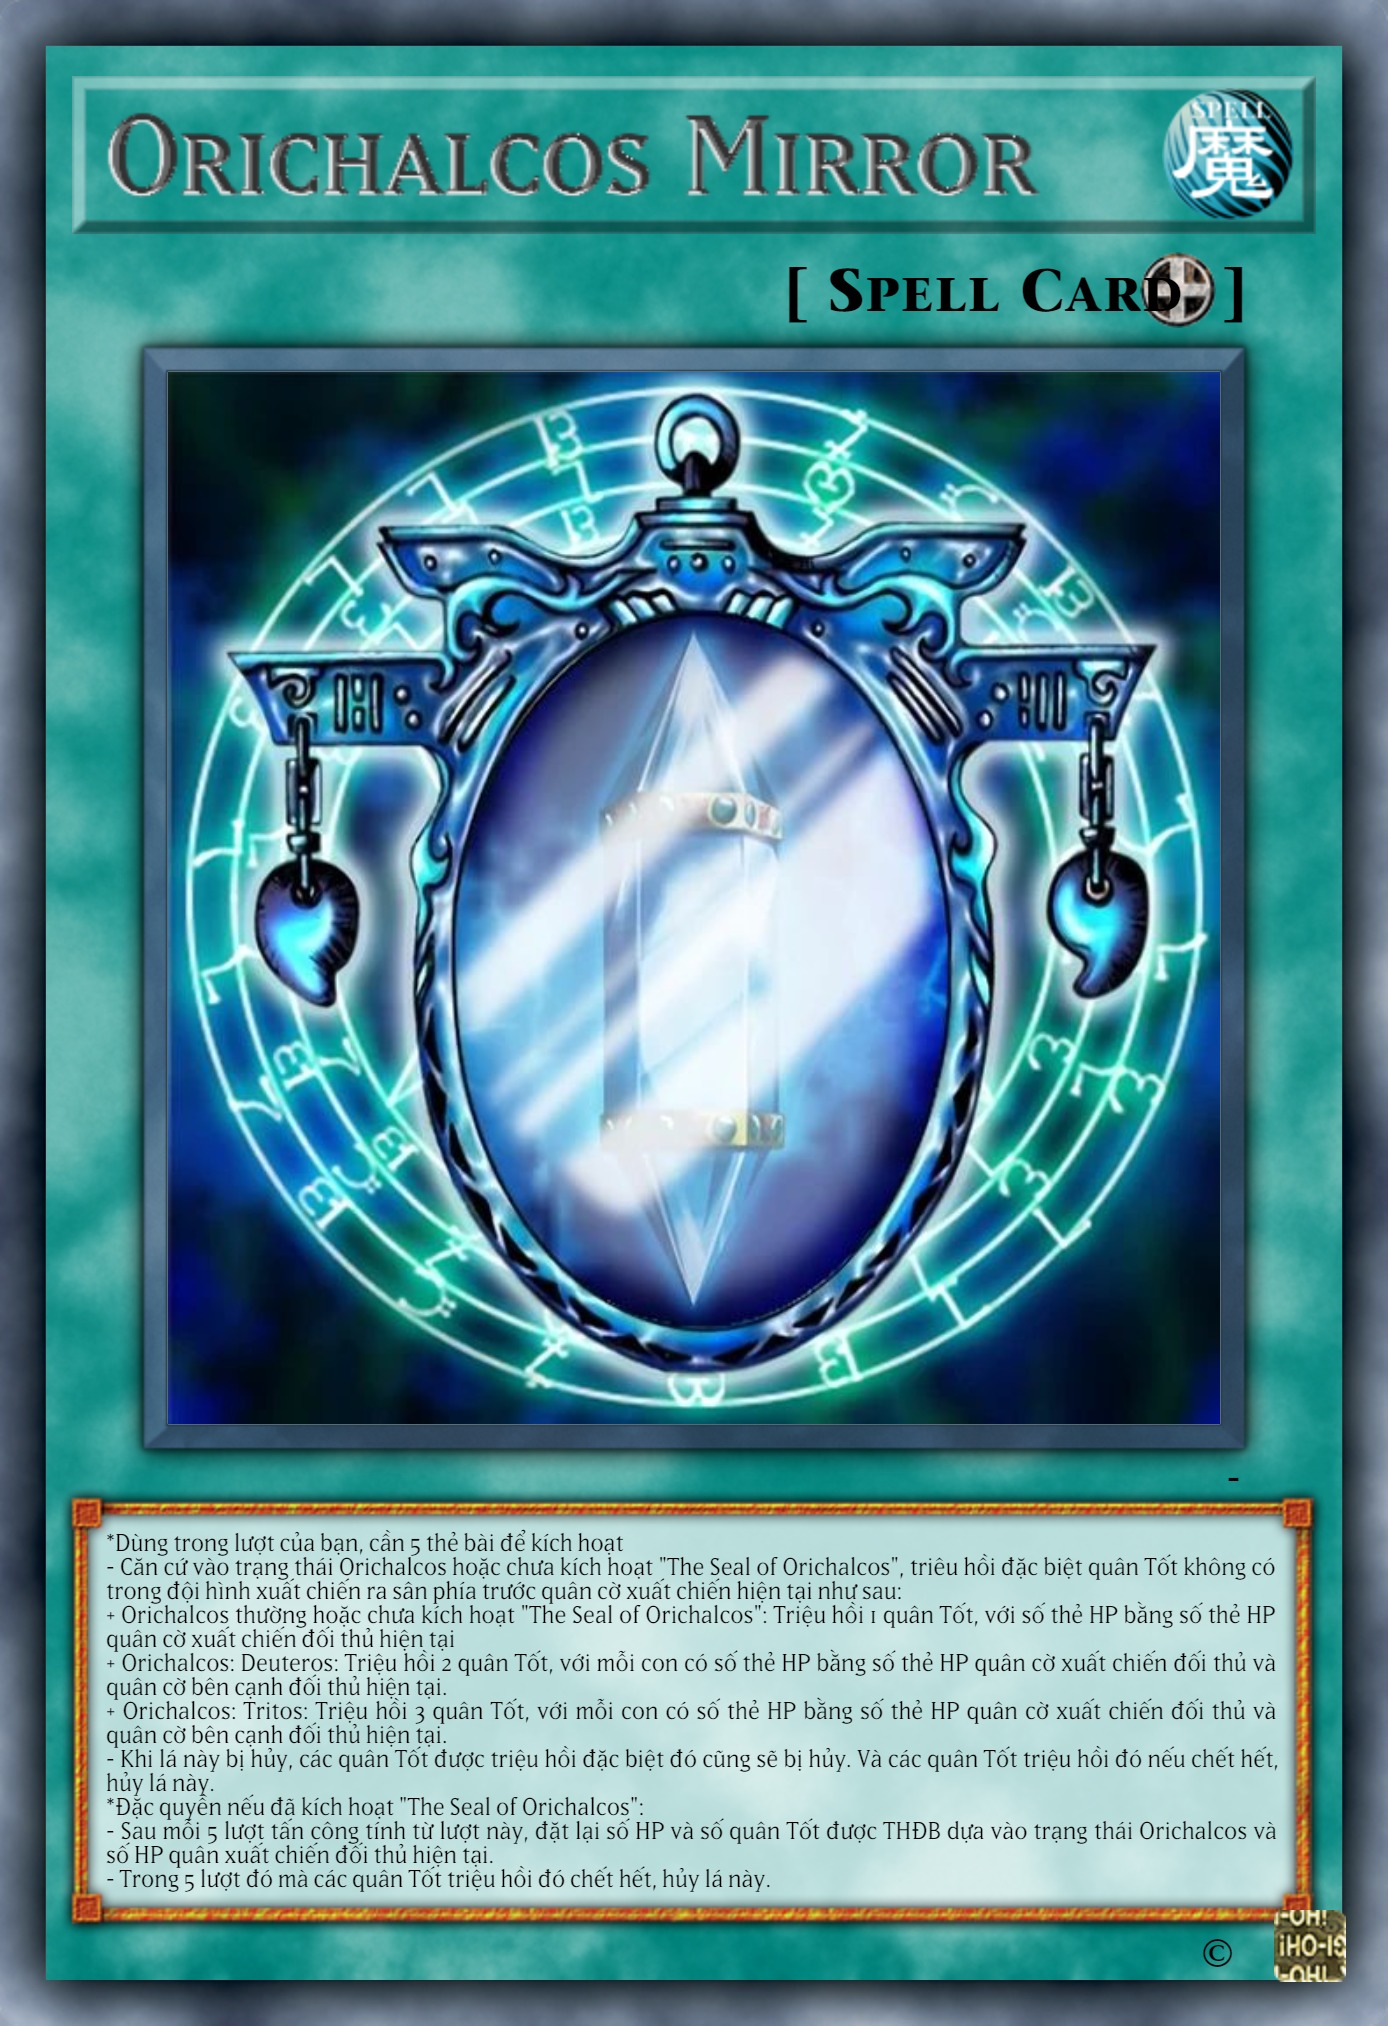 ORICHALCOS MIRROR
SPELL
魔
[ SPELL CARD ]
-
*Dùng trong lượt của bạn, cần 5 thẻ bài để kích hoạt
- Căn cứ vào trạng thái Orichalcos hoặc chưa kích hoạt "The Seal of Orichalcos", triêu hồi đặc biệt quân Tốt không có
trong đội hình xuất chiến ra sân phía trước quân cờ xuất chiến hiện tại như sau:
+ Orichalcos thường hoặc chưa kích hoạt "The Seal of Orichalcos": Triệu hồi 1 quân Tốt, với số thẻ HP bằng số thẻ HP
quân cờ xuất chiến đối thủ hiện tại
+ Orichalcos: Deuteros: Triệu hồi 2 quân Tốt, với mỗi con có số thẻ HP bằng số thẻ HP quân cờ xuất chiến đối thủ và
quân cờ bên cạnh đối thủ hiện tại.
+ Orichalcos: Tritos: Triệu hồi 3 quân Tốt, với mỗi con có số thẻ HP bằng số thẻ HP quân cờ xuất chiến đối thủ và
quân cờ bên cạnh đối thủ hiện tại.
- Khi lá này bị hủy, các quân Tốt được triệu hồi đặc biệt đó cũng sẽ bị hủy. Và các quân Tốt triệu hồi đó nếu chết hết,
hủy lá này.
*Đặc quyền nếu đã kích hoạt "The Seal of Orichalcos":
- Sau mỗi 5 lượt tấn công tính từ lượt này, đặt lại số HP và số quân Tốt được THĐB dựa vào trạng thái Orichalcos và
số HP quân xuất chiến đối thủ hiện tại.
- Trong 5 lượt đó mà các quân Tốt triệu hồi đó chết hết, hủy lá này.
©